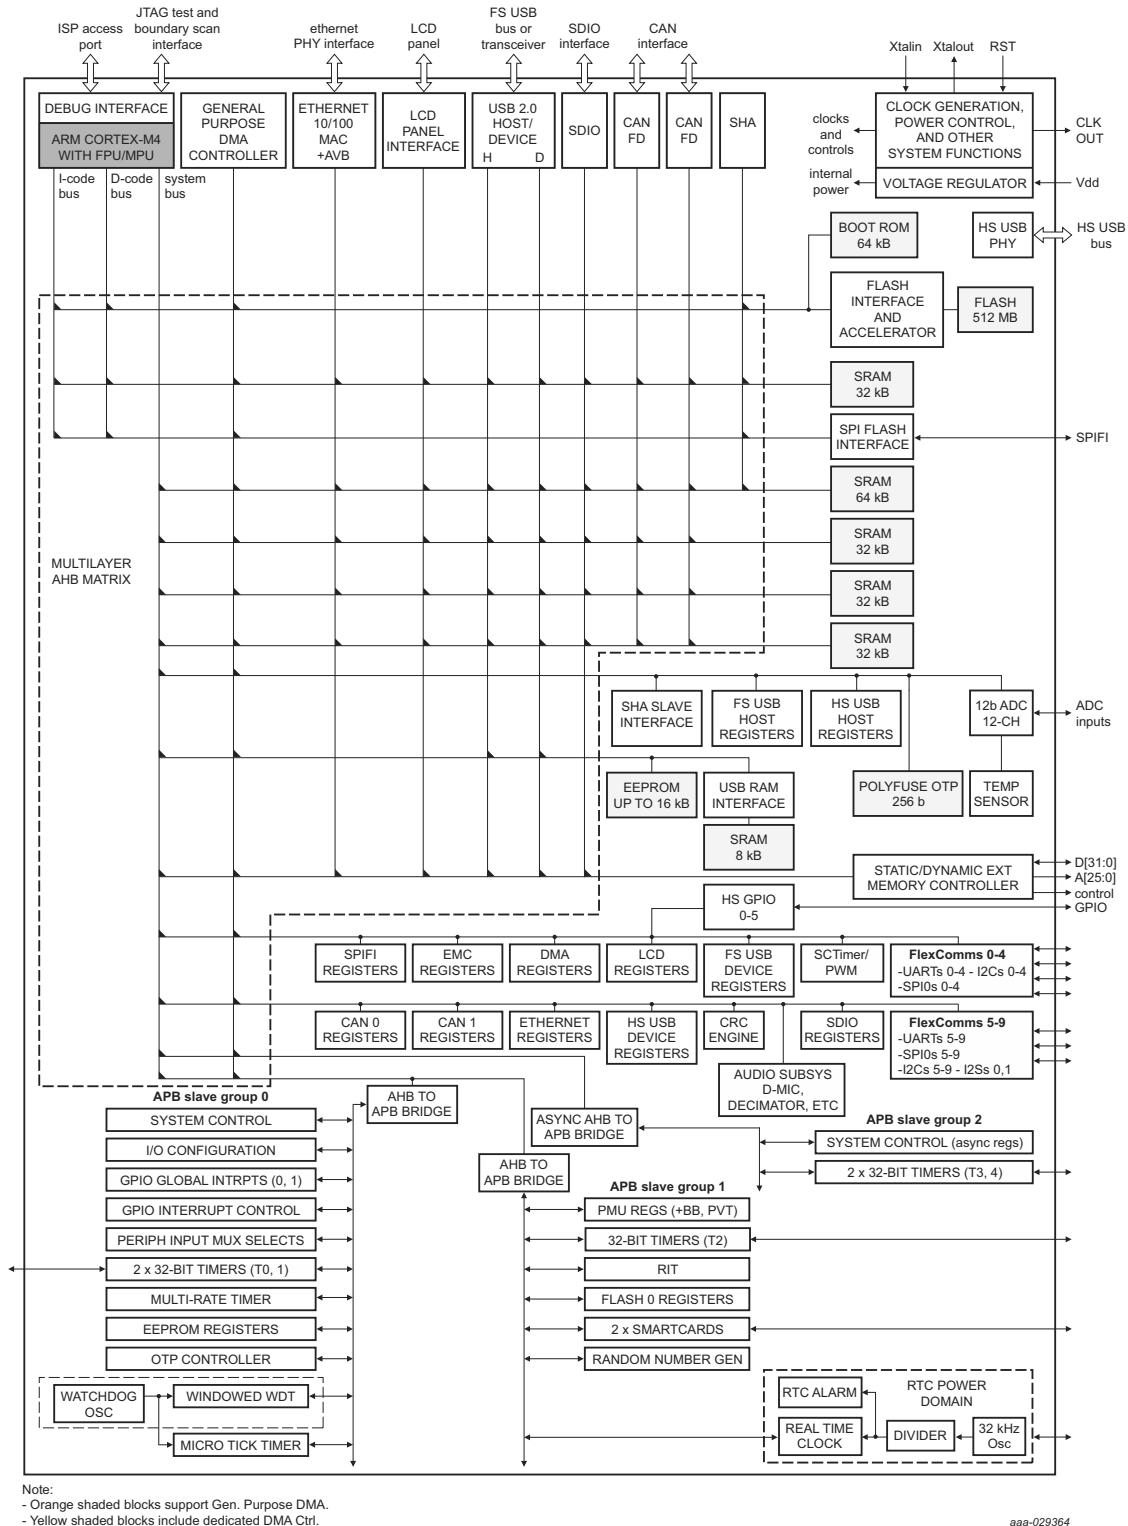 ISP access
port
JTAG test and
boundary scan
interface
ethernet
PHY interface
LCD
panel
FS USB
bus or
transceiver
SDIO
interface
CAN
interface
Xtalin
Xtalout
RST
DEBUG INTERFACE
ARM CORTEX-M4
WITH FPU/MPU
GENERAL
PURPOSE
DMA
CONTROLLER
ETHERNET
10/100
MAC
+AVB
LCD
PANEL
INTERFACE
USB 2.0
HOST/
DEVICE
H D
SDIO
CAN
FD
CAN
FD
SHA
clocks
and
controls
CLOCK GENERATION,
POWER CONTROL,
AND OTHER
SYSTEM FUNCTIONS
CLK
OUT
internal
power
VOLTAGE REGULATOR
Vdd
I-code
bus
D-code
bus
system
bus
BOOT ROM
64 kB
HS USB
PHY
HS USB
bus
FLASH
INTERFACE
AND
ACCELERATOR
FLASH
512 MB
SRAM
32 kB
SPI FLASH
INTERFACE
SPIFI
SRAM
64 kB
SRAM
32 kB
MULTILAYER
AHB MATRIX
SRAM
32 kB
SRAM
32 kB
SHA SLAVE
INTERFACE
FS USB
HOST
REGISTERS
HS USB
HOST
REGISTERS
12b ADC
12-CH
ADC
inputs
EEPROM
UP TO 16 kB
USB RAM
INTERFACE
POLYFUSE OTP
256 b
TEMP
SENSOR
SRAM
8 kB
STATIC/DYNAMIC EXT
MEMORY CONTROLLER
D[31:0]
A[25:0]
control
GPIO
HS GPIO
0-5
SPIFI
REGISTERS
EMC
REGISTERS
DMA
REGISTERS
LCD
REGISTERS
FS USB
DEVICE
REGISTERS
SCTimer/
PWM
FlexComms 0-4
-UARTs 0-4 - I2Cs 0-4
-SPI0s 0-4
CAN 0
REGISTERS
CAN 1
REGISTERS
ETHERNET
REGISTERS
HS USB
DEVICE
REGISTERS
CRC
ENGINE
SDIO
REGISTERS
FlexComms 5-9
-UARTs 5-9
-SPI0s 5-9
-I2Cs 5-9 - I2Ss 0,1
AUDIO SUBSYS
D-MIC,
DECIMATOR, ETC
APB slave group 0
AHB TO
APB BRIDGE
ASYNC AHB TO
APB BRIDGE
AHB TO
APB BRIDGE
APB slave group 2
SYSTEM CONTROL (async regs)
2 x 32-BIT TIMERS (T3, 4)
SYSTEM CONTROL
I/O CONFIGURATION
GPIO GLOBAL INTRPTS (0, 1)
GPIO INTERRUPT CONTROL
PERIPH INPUT MUX SELECTS
2 x 32-BIT TIMERS (T0, 1)
MULTI-RATE TIMER
EEPROM REGISTERS
OTP CONTROLLER
WATCHDOG
OSC
WINDOWED WDT
MICRO TICK TIMER
APB slave group 1
PMU REGS (+BB, PVT)
32-BIT TIMERS (T2)
RIT
FLASH 0 REGISTERS
2 x SMARTCARDS
RANDOM NUMBER GEN
RTC ALARM
RTC POWER
DOMAIN
REAL TIME
CLOCK
DIVIDER
32 kHz
Osc
Note:
- Orange shaded blocks support Gen. Purpose DMA.
- Yellow shaded blocks include dedicated DMA Ctrl.
aaa-029364